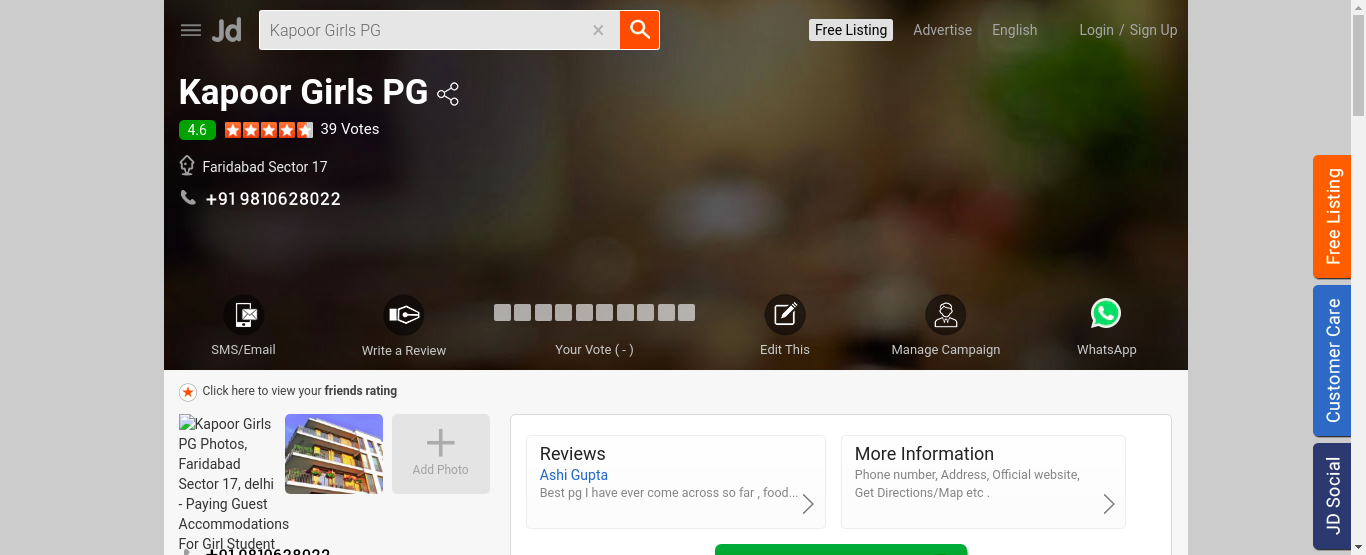 Jd
Kapoor Girls PG
Free Listing
Advertise
English
Login / Sign Up
Kapoor Girls PG
4.6
39 Votes
Faridabad Sector 17
+91 9810628022
SMS/Email
Write a Review
Your Vote ( - )
Edit This
Manage Campaign
WhatsApp
Click here to view your friends rating
Kapoor Girls
PG Photos,
Faridabad
Sector 17, delhi
- Paying Guest
Accommodations
For Girl Student
+91 9810628022
Add Photo
Reviews
Ashi Gupta
Best pg I have ever come across so far , food...
More Information
Phone number, Address, Official website,
Get Directions/Map etc .
Free Listing
Customer Care
JD Social